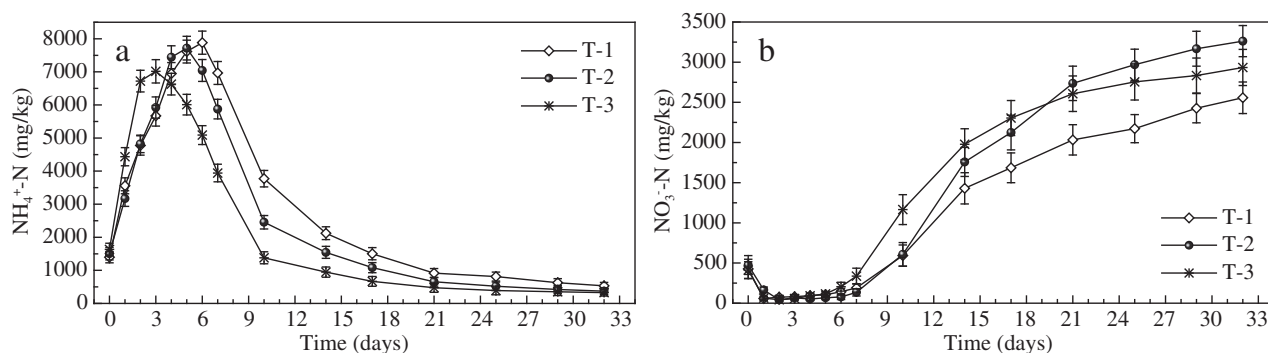 a
8000
7000
6000
5000
4000
3000
2000
1000
0
NH₄⁺-N (mg/kg)
T-1
T-2
T-3
0 3 6 9 12 15 18 21 24 27 30 33
Time (days)
b
3500
3000
2500
2000
1500
1000
500
0
NO₃⁻-N (mg/kg)
T-1
T-2
T-3
0 3 6 9 12 15 18 21 24 27 30 33
Time (days)